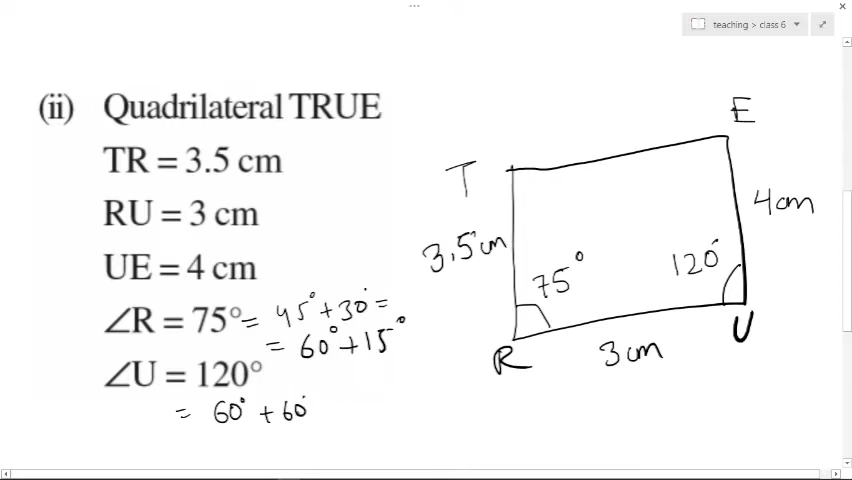 teaching > class 6
(ii) Quadrilateral TRUE
TR = 3.5 cm
RU = 3 cm
UE = 4 cm
∠R = 75° = 45° + 30° =
= 60° + 15°
∠U = 120°
= 60° + 60°
E
T
4cm
3.5cm
75°
120°
R
3cm
U